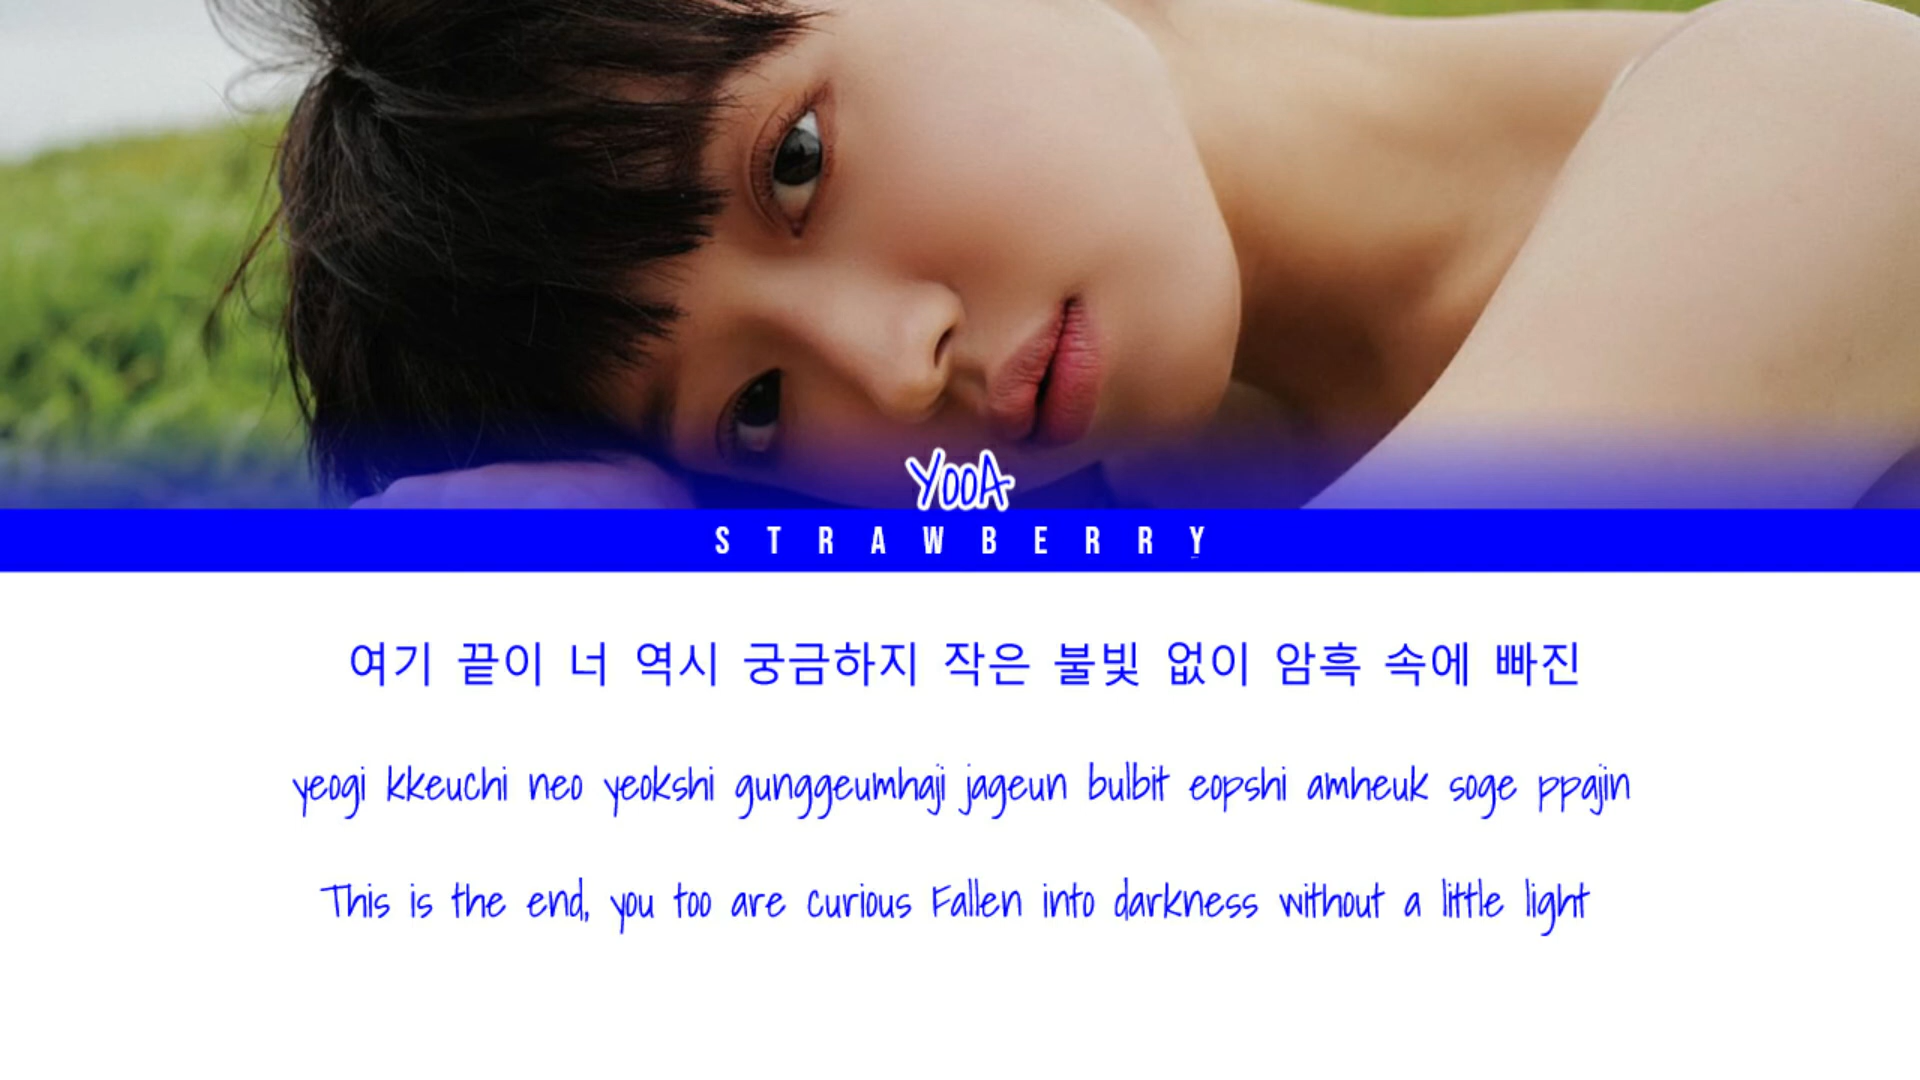 YooA
STRAWBERRY
여기 끝이 너 역시 궁금하지 작은 불빛 없이 암흑 속에 빠진
yeogi kkeuchi neo yeokshi gunggeumhaji jageun bulbit eopshi amheuk soge ppajin
This is the end, you too are curious Fallen into darkness without a little light